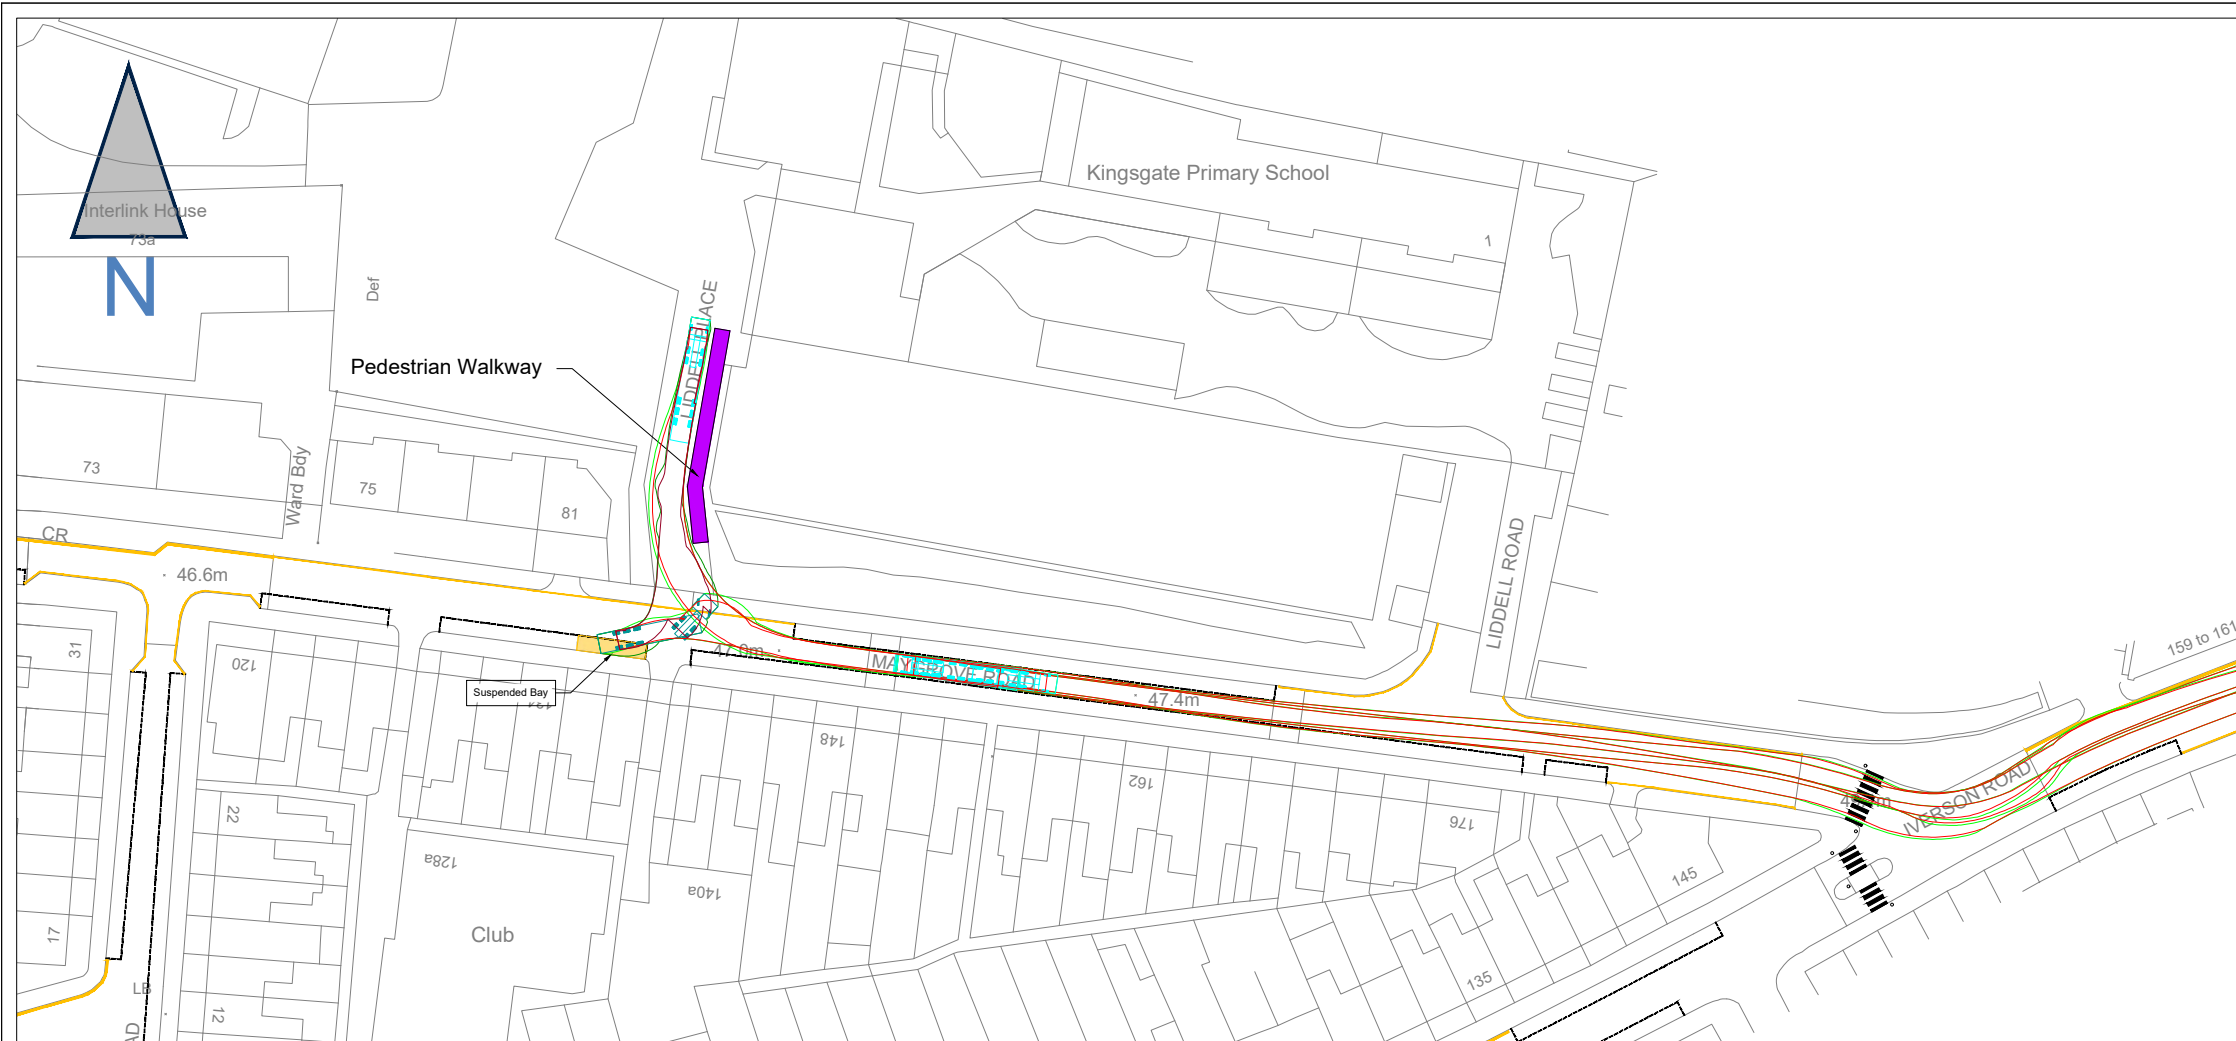 Kingsgate Primary School
1
Interlink House
73a
N
Def
LIDDELL PLACE
Pedestrian Walkway
73
Ward Bdy
75
81
CR
46.6m
LIDDELL ROAD
159 to 161
31
120
47.0m
MAYGROVE ROAD
47.4m
Suspended Bay
148
162
176
IVERSON ROAD
22
128a
140a
145
17
Club
135
LB
12